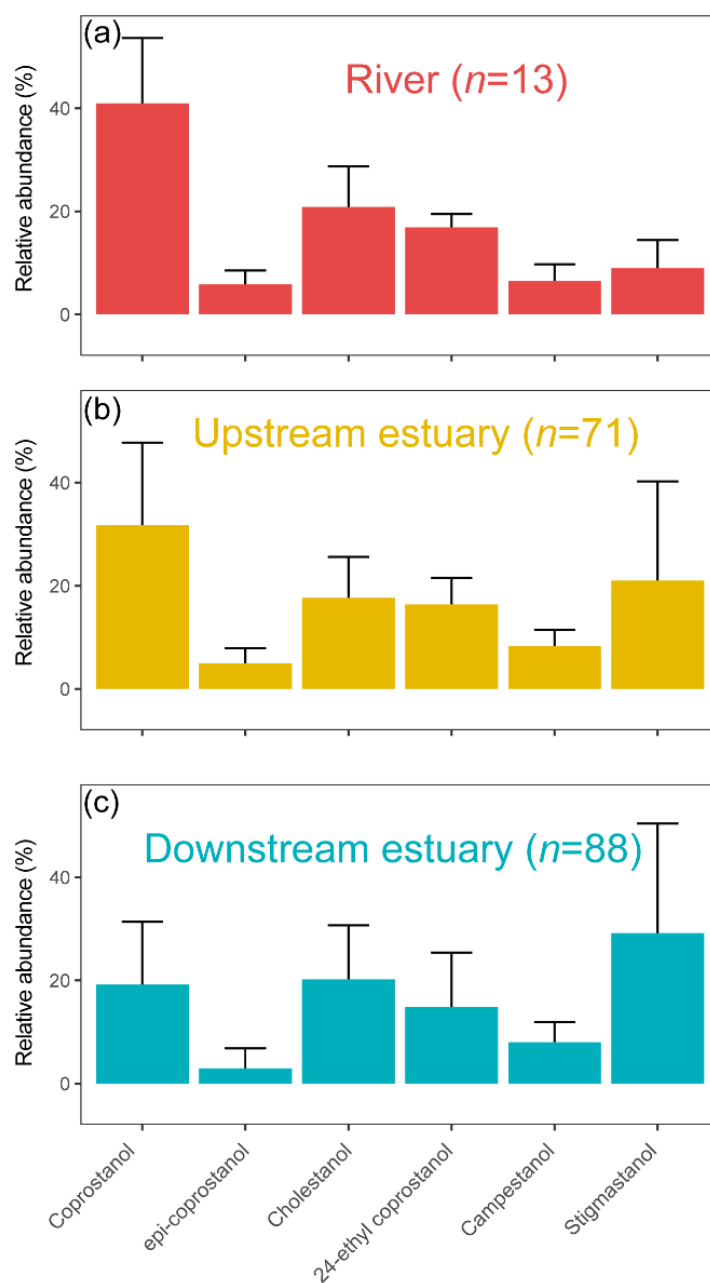 (a)
River (n=13)
Relative abundance (%)
40
20
0
(b)
Upstream estuary (n=71)
Relative abundance (%)
40
20
0
(c)
Downstream estuary (n=88)
Relative abundance (%)
40
20
0
Coprostanol
epi-coprostanol
Cholestanol
24-ethyl coprostanol
Campestanol
Stigmastanol